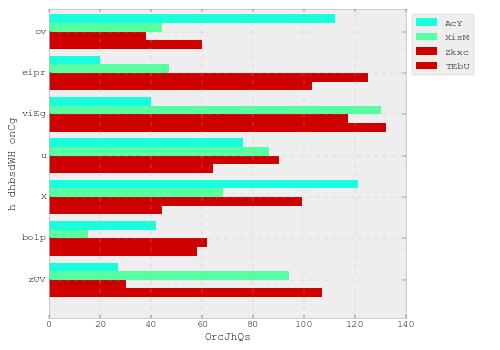 ov
eipr
viEg
u
x
bolp
zUV
h dhbsdWH onCg
0 20 40 60 80 100 120 140
OrcJhQs
AcY
XisM
Zkxc
TEbU